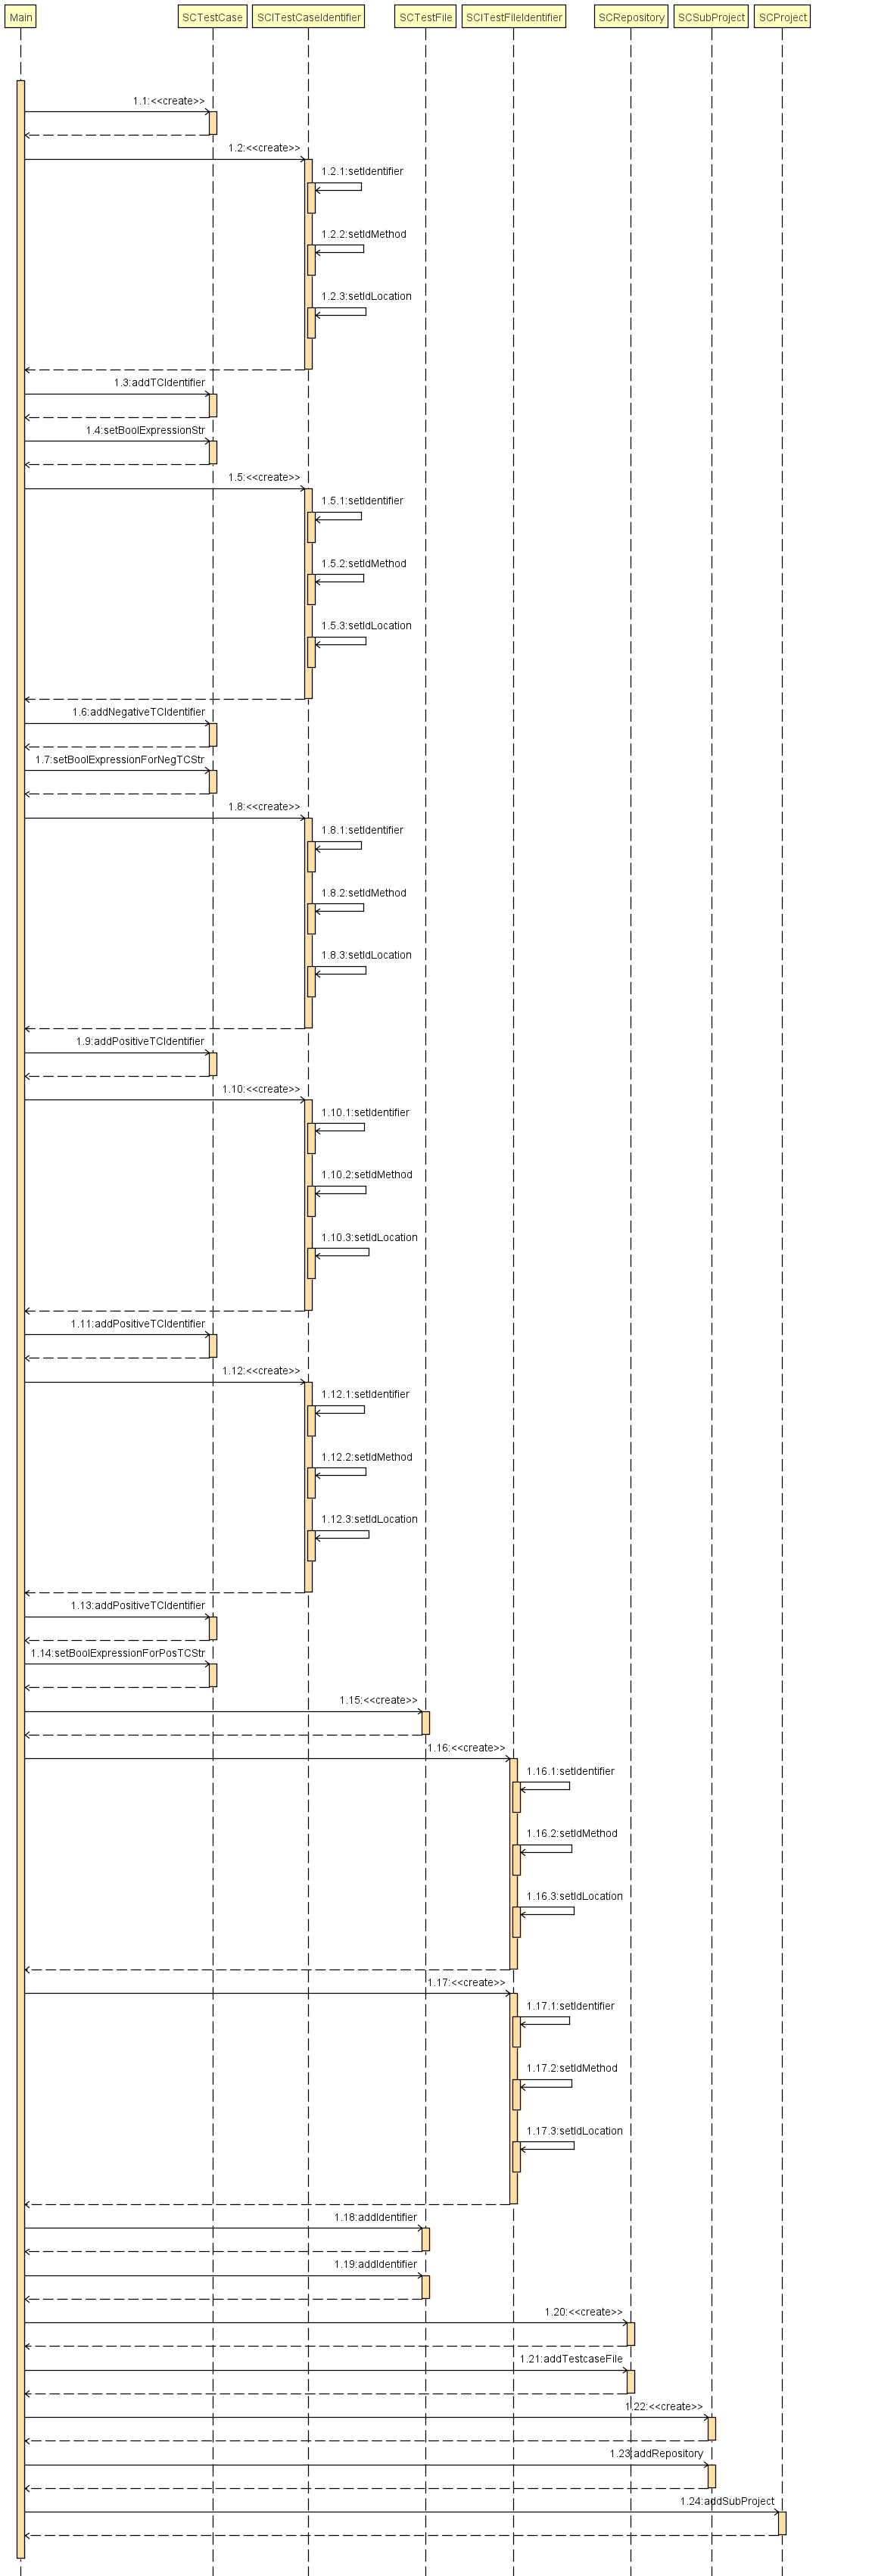 Main
SCTestCase
SCITestCaseIdentifier
SCTestFile
SCITestFileIdentifier
SCRepository
SCSubProject
SCProject
1.1:<<create>>
1.2:<<create>>
1.2.1:setIdentifier
1.2.2:setIdMethod
1.2.3:setIdLocation
1.3:addTCIdentifier
1.4:setBoolExpressionStr
1.5:<<create>>
1.5.1:setIdentifier
1.5.2:setIdMethod
1.5.3:setIdLocation
1.6:addNegativeTCIdentifier
1.7:setBoolExpressionForNegTCStr
1.8:<<create>>
1.8.1:setIdentifier
1.8.2:setIdMethod
1.8.3:setIdLocation
1.9:addPositiveTCIdentifier
1.10:<<create>>
1.10.1:setIdentifier
1.10.2:setIdMethod
1.10.3:setIdLocation
1.11:addPositiveTCIdentifier
1.12:<<create>>
1.12.1:setIdentifier
1.12.2:setIdMethod
1.12.3:setIdLocation
1.13:addPositiveTCIdentifier
1.14:setBoolExpressionForPosTCStr
1.15:<<create>>
1.16:<<create>>
1.16.1:setIdentifier
1.16.2:setIdMethod
1.16.3:setIdLocation
1.17:<<create>>
1.17.1:setIdentifier
1.17.2:setIdMethod
1.17.3:setIdLocation
1.18:addIdentifier
1.19:addIdentifier
1.20:<<create>>
1.21:addTestcaseFile
1.22:<<create>>
1.23:addRepository
1.24:addSubProject